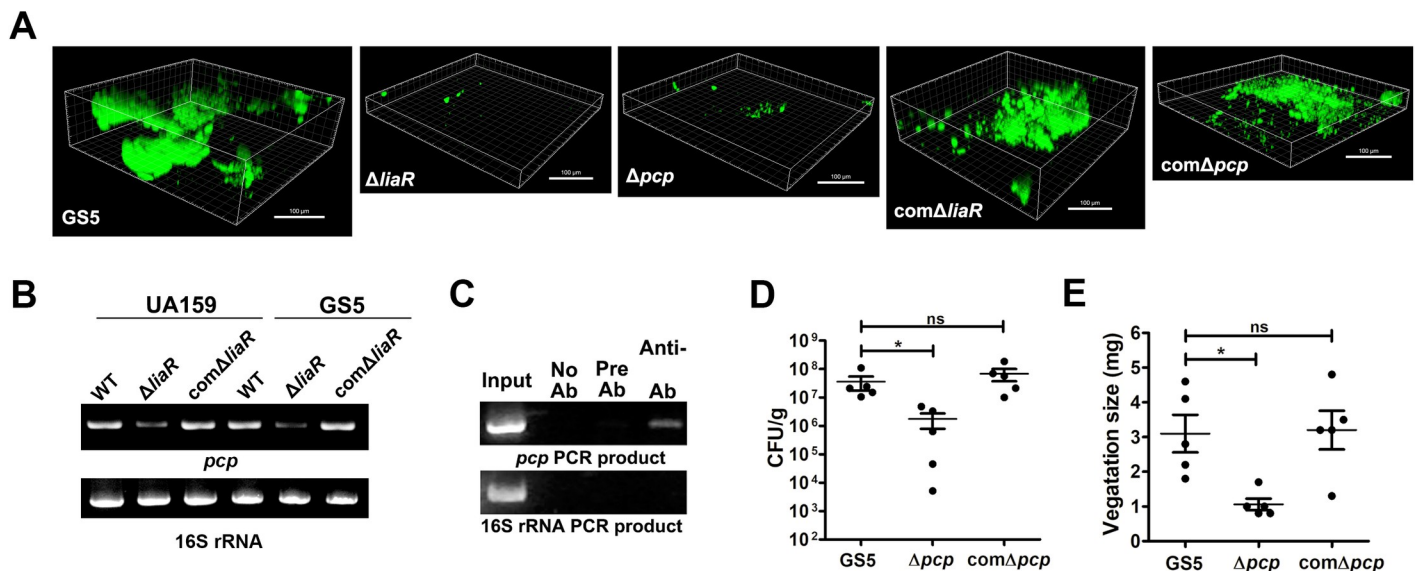 A
GS5
100 µm
ΔliaR
100 µm
Δpcp
100 µm
comΔliaR
100 µm
comΔpcp
100 µm
B
UA159 GS5
WT ΔliaR comΔliaR WT ΔliaR comΔliaR
pcp
16S rRNA
C
Input No Ab Pre Ab Anti- Ab
pcp PCR product
16S rRNA PCR product
D
ns
*
CFU/g
10⁹
10⁸
10⁷
10⁶
10⁵
10⁴
10³
10²
GS5 Δpcp comΔpcp
E
ns
*
Vegatation size (mg)
6
5
4
3
2
1
0
GS5 Δpcp comΔpcp